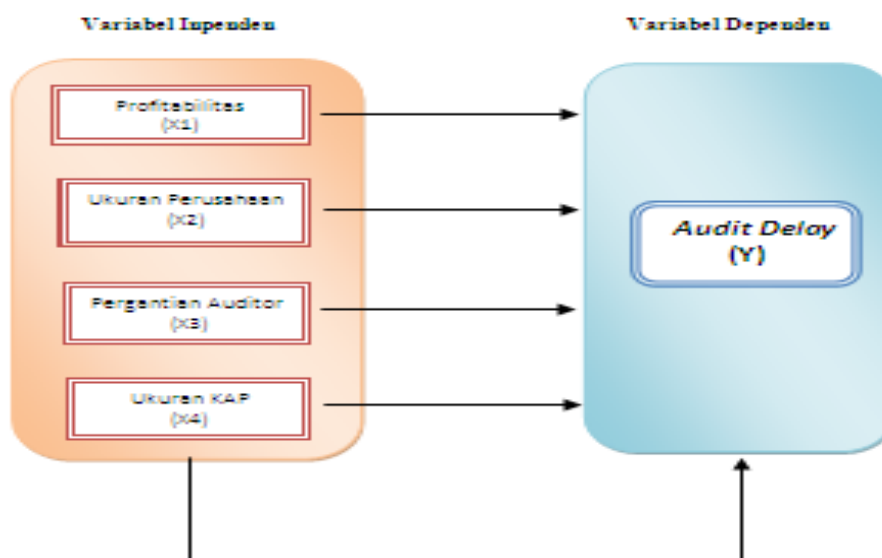 Variabel Inpenden
Variabel Dependen
Profitabilitas
(X1)
Ukuran Perusahaan
(X2)
Pergantian Auditor
(X3)
Ukuran KAP
(X4)
Audit Delay
(Y)